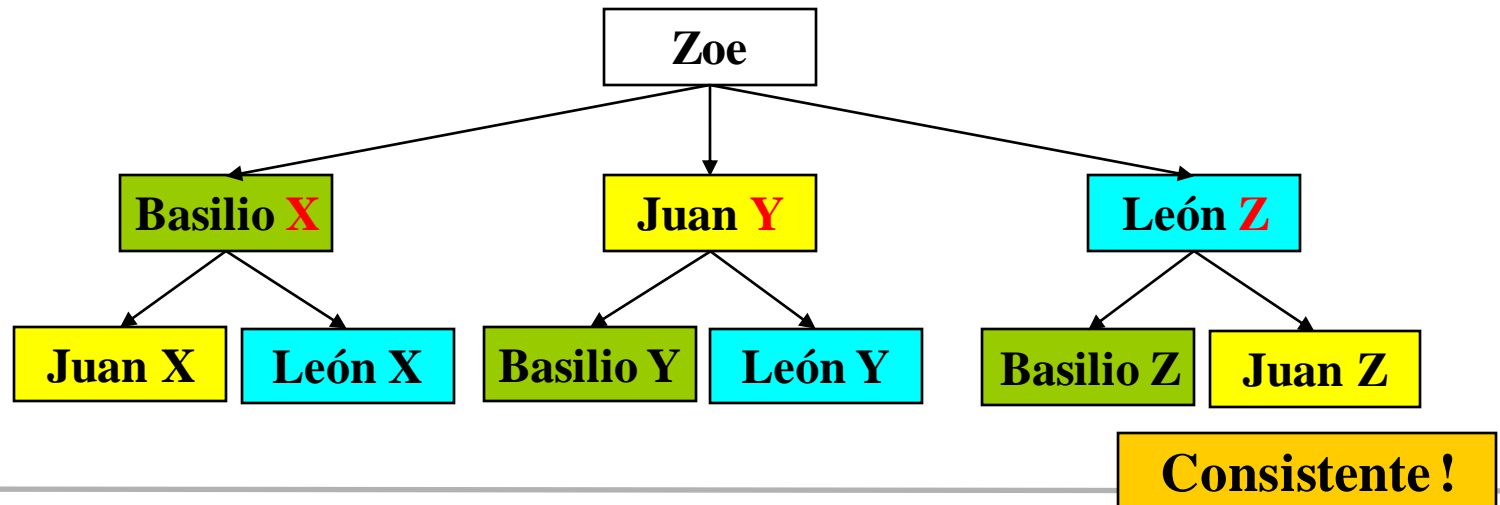 Zoe
Basilio X
Juan Y
León Z
Juan X
León X
Basilio Y
León Y
Basilio Z
Juan Z
Consistente !